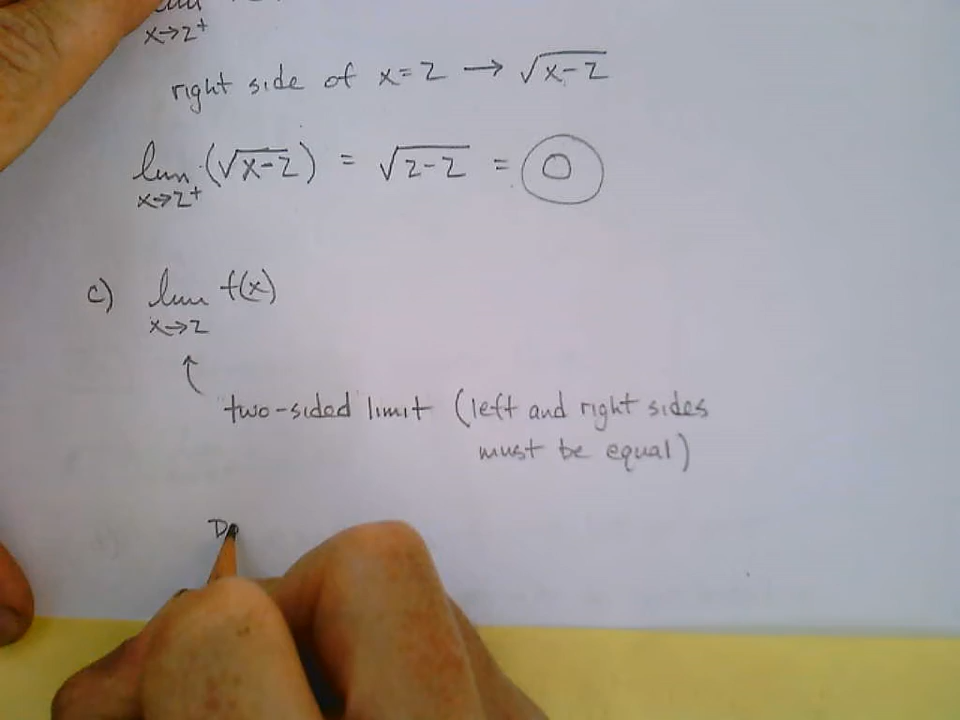 x→2⁺
right side of x=2 → √x-2
lim (√x-2) = √2-2 = 0
x→2⁺
c) lim f(x)
x→2
two-sided limit (left and right sides
must be equal)
D